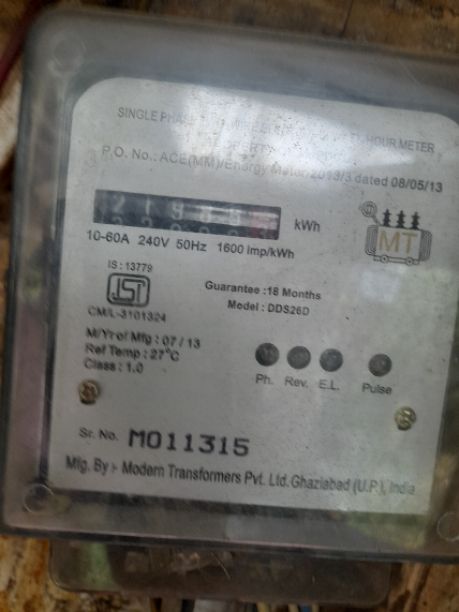 SINGLE PHASE HOUR METER
P.O. No.: ACE(MM)/Energy Meter/2013/3 dated 08/05/13
kWh
10-60A 240V 50Hz 1600 imp/kWh
MT
IS : 13779
CM/L-3101324
Guarantee :18 Months
Model : DDS26D
M/Yr of Mfg : 07 / 13
Ref Temp : 27°C
Class : 1.0
Ph. Rev. E.L. Pulse
Sr. No. M011315
Mfg. By :- Modern Transformers Pvt. Ltd. Ghaziabad (U.P.), India